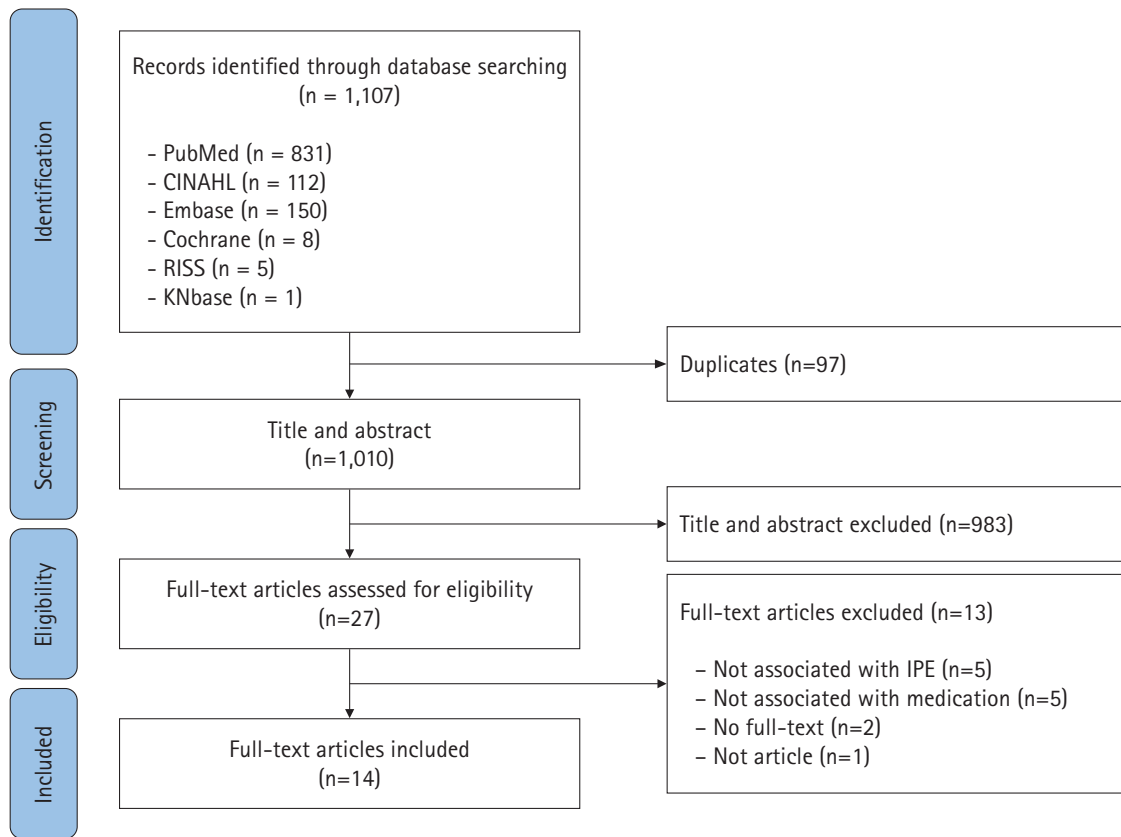 Identification
Records identified through database searching
(n = 1,107)
- PubMed (n = 831)
- CINAHL (n = 112)
- Embase (n = 150)
- Cochrane (n = 8)
- RISS (n = 5)
- KNbase (n = 1)
Duplicates (n=97)
Screening
Title and abstract
(n=1,010)
Title and abstract excluded (n=983)
Eligibility
Full-text articles assessed for eligibility
(n=27)
Full-text articles excluded (n=13)
– Not associated with IPE (n=5)
– Not associated with medication (n=5)
– No full-text (n=2)
– Not article (n=1)
Included
Full-text articles included
(n=14)